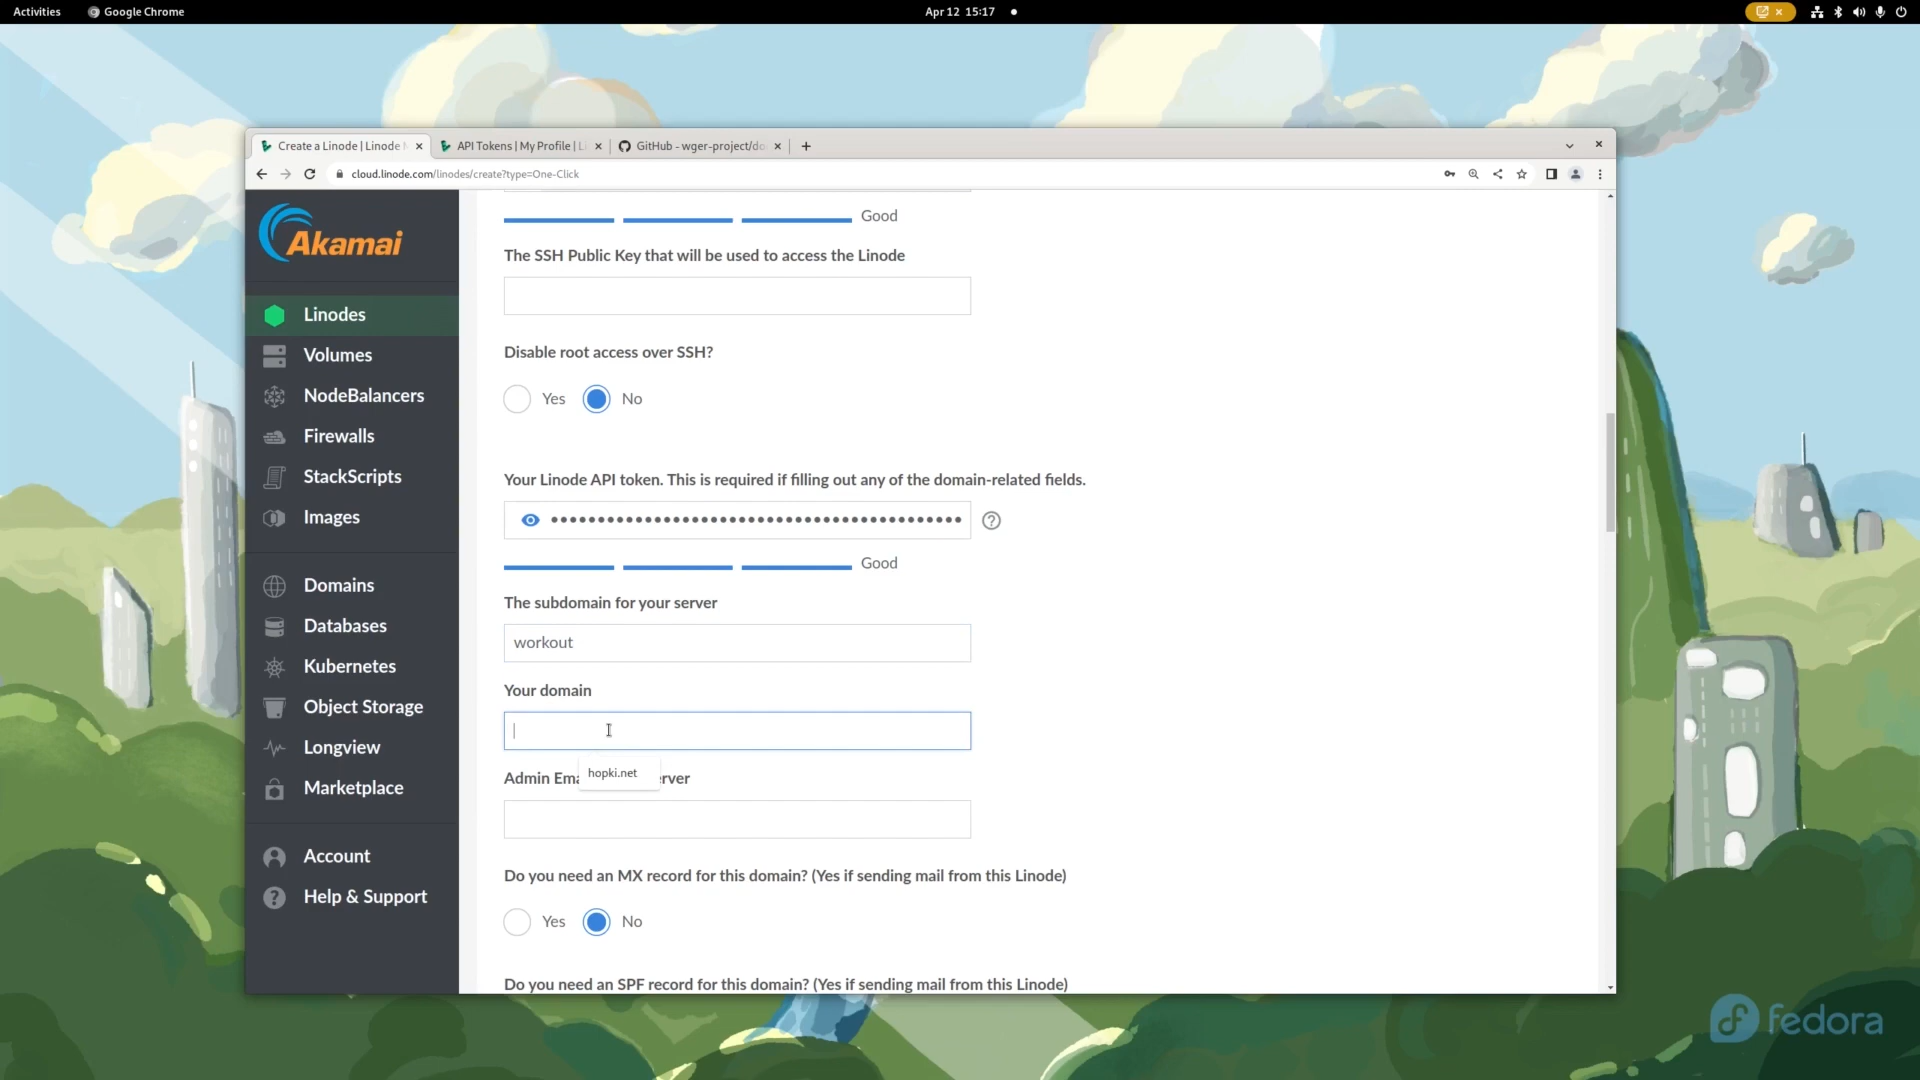 Activities
Google Chrome
Apr 12 15:17
Create a Linode | Linode
API Tokens | My Profile |
GitHub - wger-project/do
cloud.linode.com/linodes/create?type=One-Click
Akamai
Linodes
Volumes
NodeBalancers
Firewalls
StackScripts
Images
Domains
Databases
Kubernetes
Object Storage
Longview
Marketplace
Account
Help & Support
Good
The SSH Public Key that will be used to access the Linode
Disable root access over SSH?
Yes
No
Your Linode API token. This is required if filling out any of the domain-related fields.
Good
The subdomain for your server
workout
Your domain
hopki.net
Admin Ema rver
Do you need an MX record for this domain? (Yes if sending mail from this Linode)
Yes
No
Do you need an SPF record for this domain? (Yes if sending mail from this Linode)
fedora